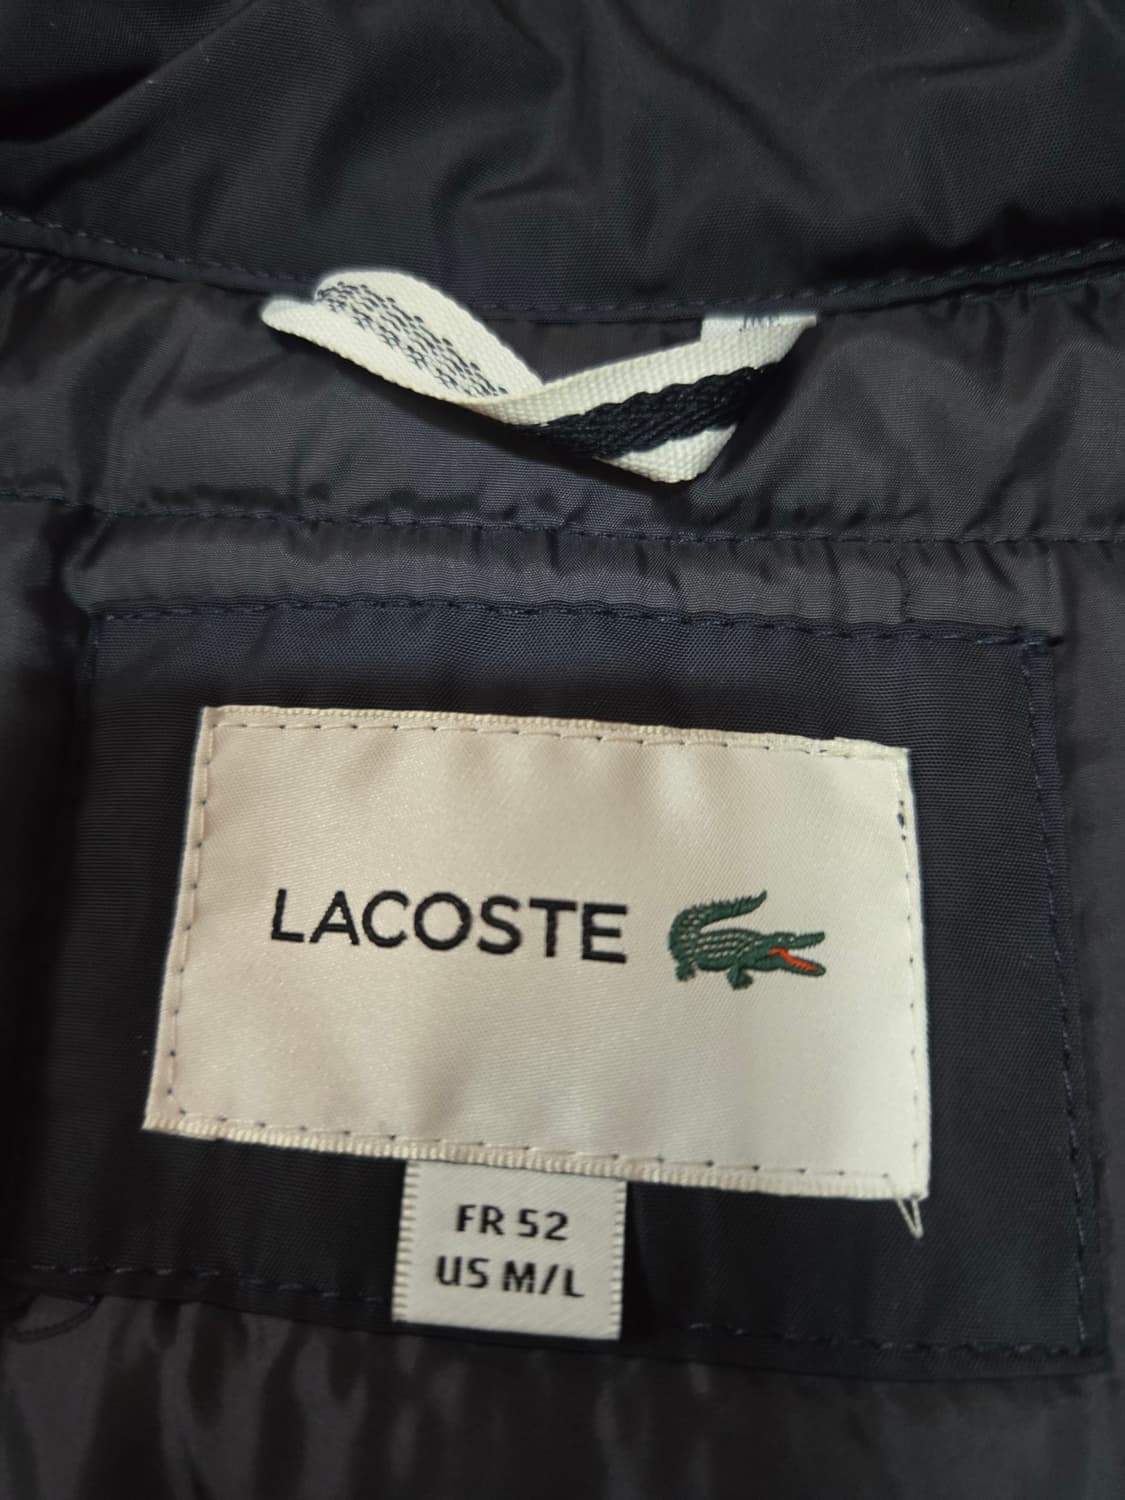 LACOSTE
FR 52
US M/L